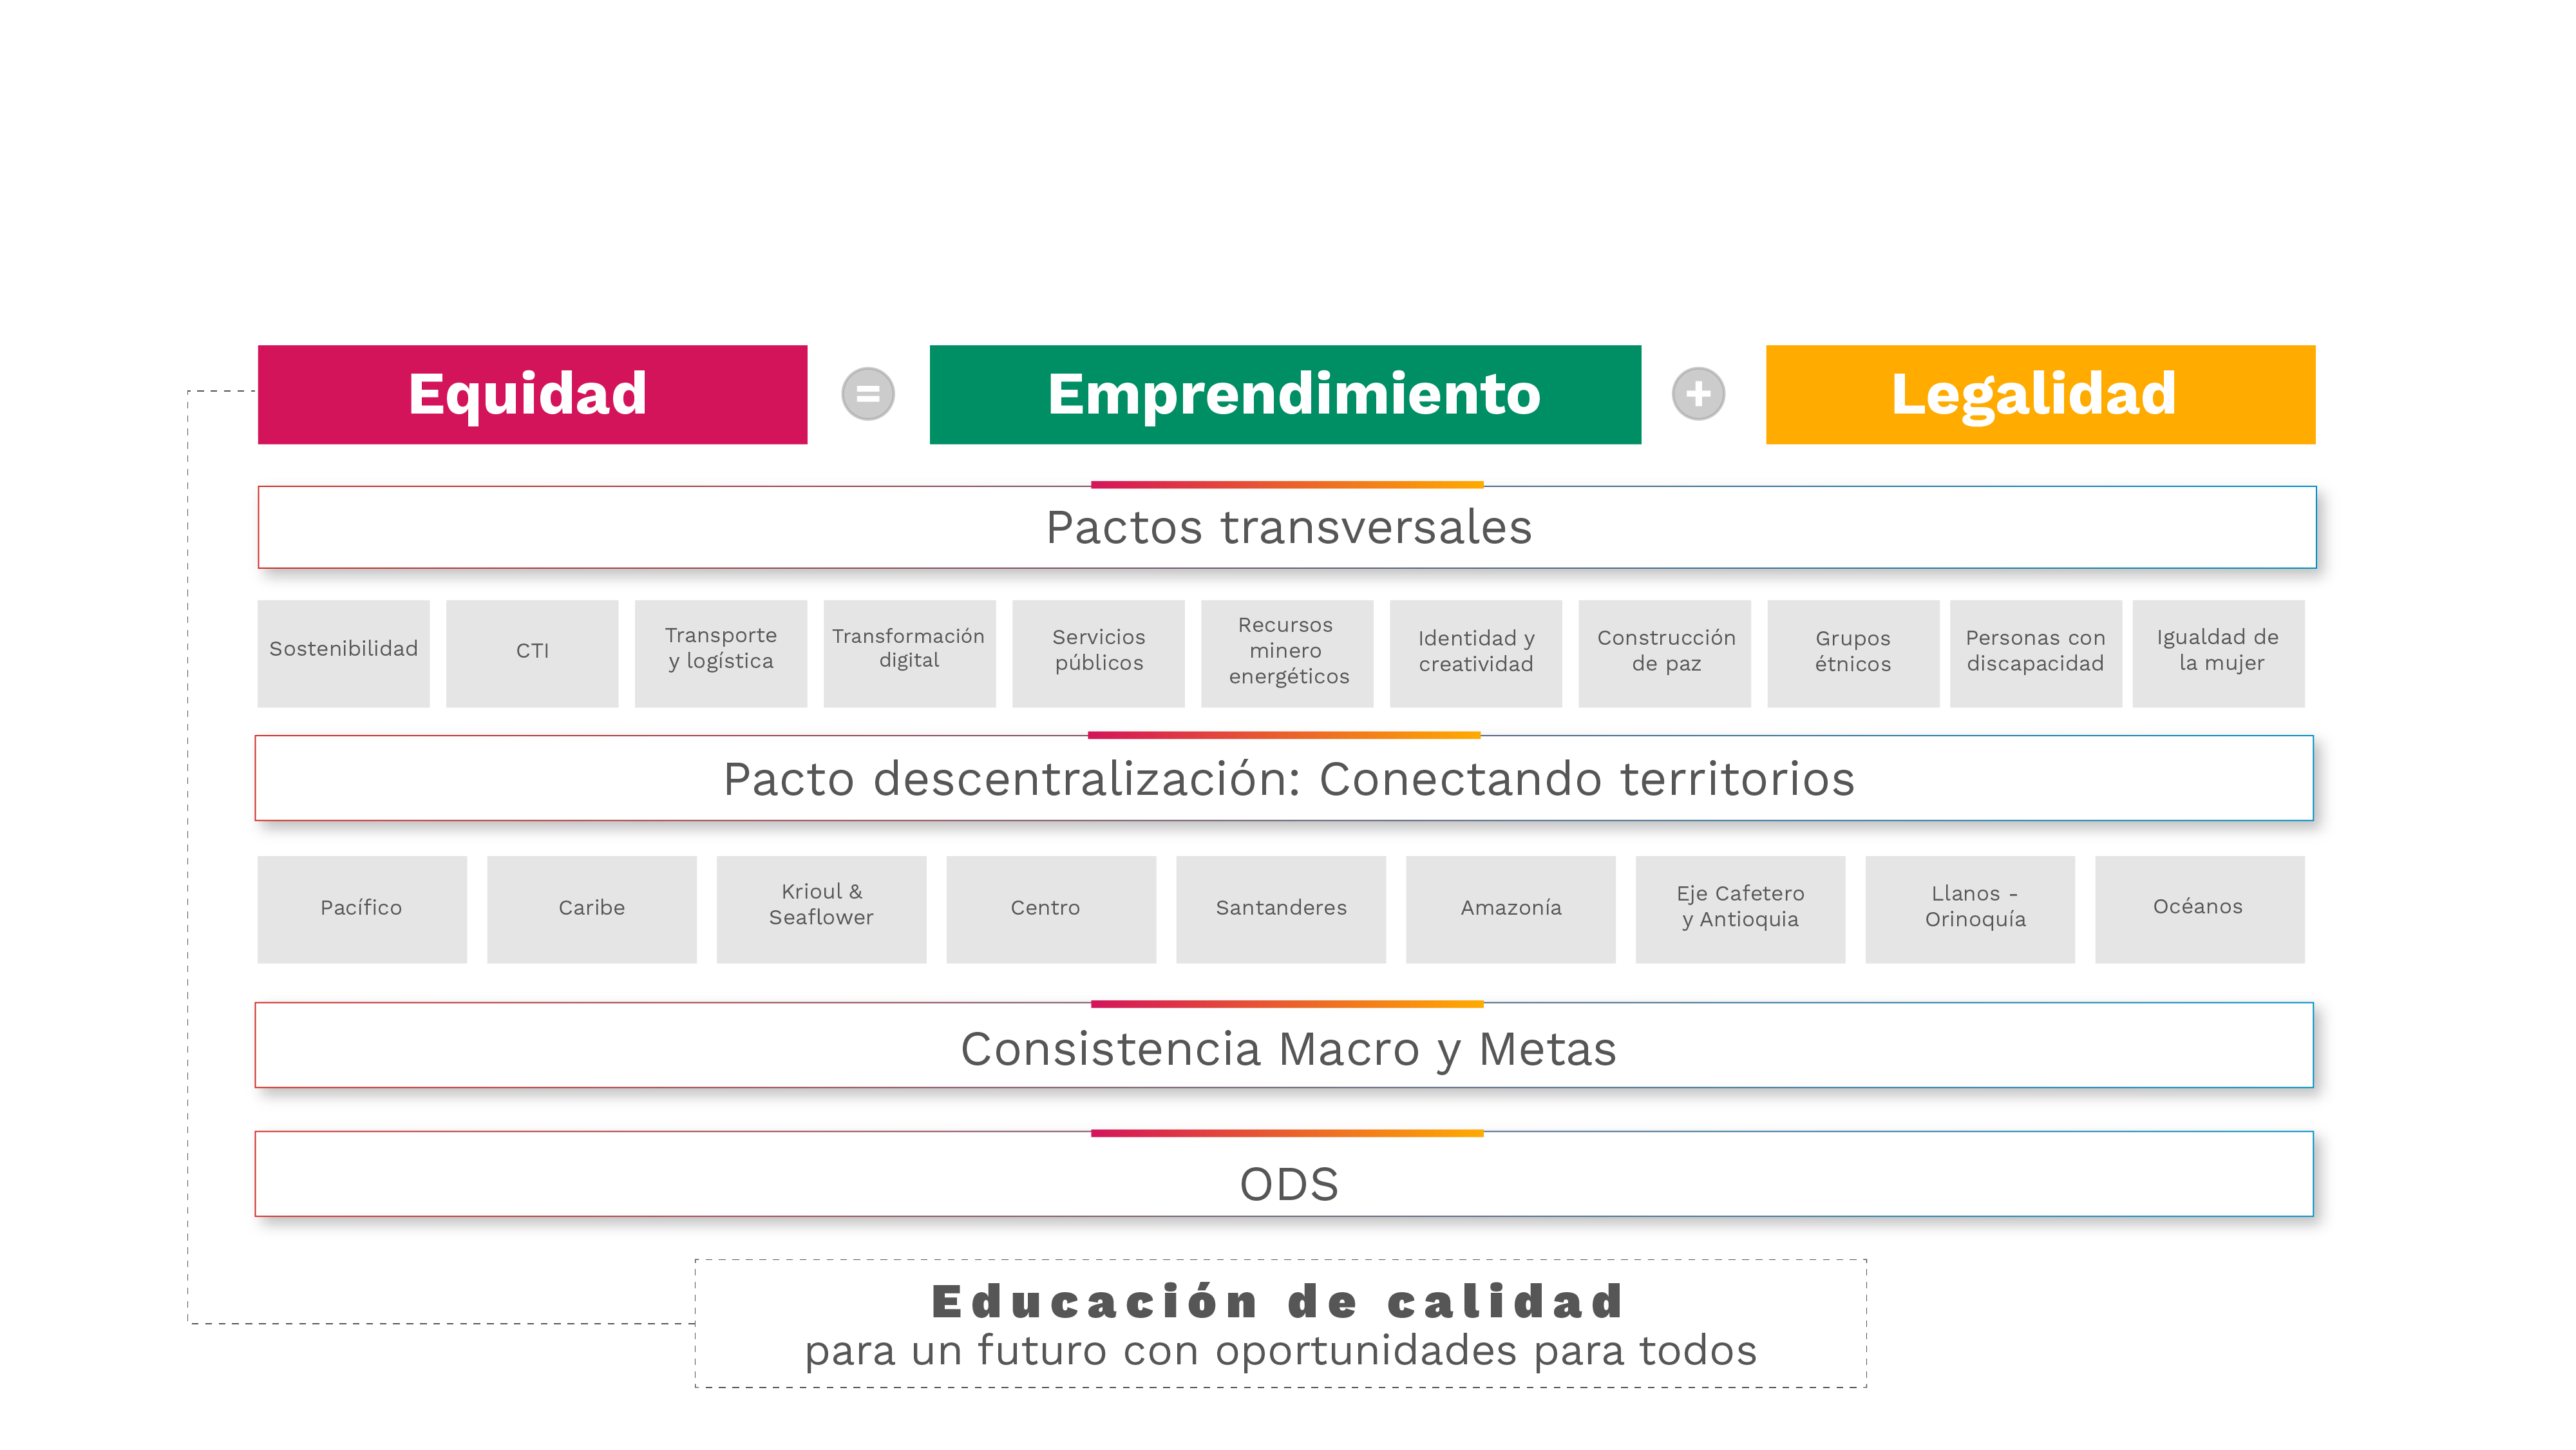 Equidad = Emprendimiento + Legalidad
Pactos transversales
Sostenibilidad
CTI
Transporte
y logística
Transformación
digital
Servicios
públicos
Recursos
minero
energéticos
Identidad y
creatividad
Construcción
de paz
Grupos
étnicos
Personas con
discapacidad
Igualdad de
la mujer
Pacto descentralización: Conectando territorios
Pacífico
Caribe
Krioul &
Seaflower
Centro
Santanderes
Amazonía
Eje Cafetero
y Antioquia
Llanos -
Orinoquía
Océanos
Consistencia Macro y Metas
ODS
Educación de calidad
para un futuro con oportunidades para todos